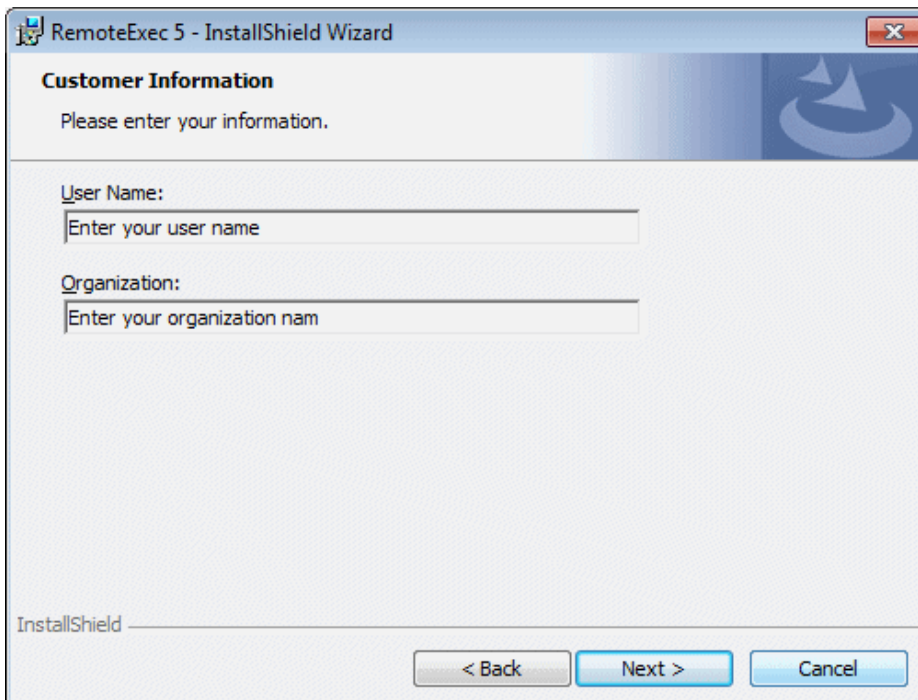 RemoteExec 5 - InstallShield Wizard
Customer Information
Please enter your information.
User Name:
Enter your user name
Organization:
Enter your organization nam
InstallShield
< Back Next > Cancel